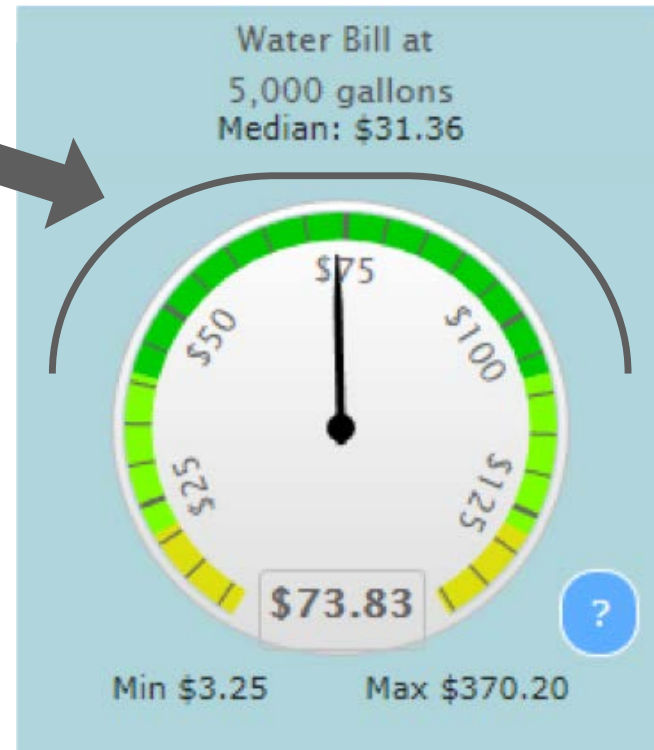 Water Bill at
5,000 gallons
Median: $31.36
$75
$50
$100
$25
$125
$73.83
?
Min $3.25
Max $370.20